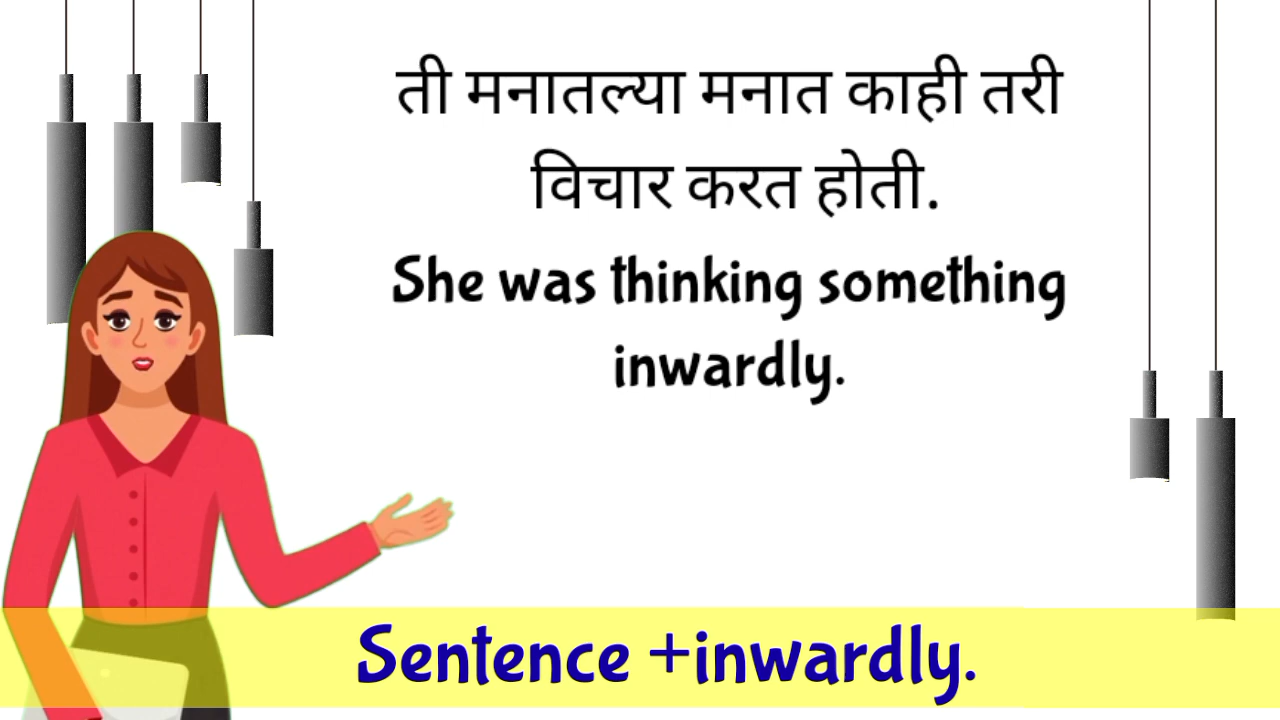 ती मनातल्या मनात काही तरी
विचार करत होती.
She was thinking something
inwardly.
Sentence +inwardly.